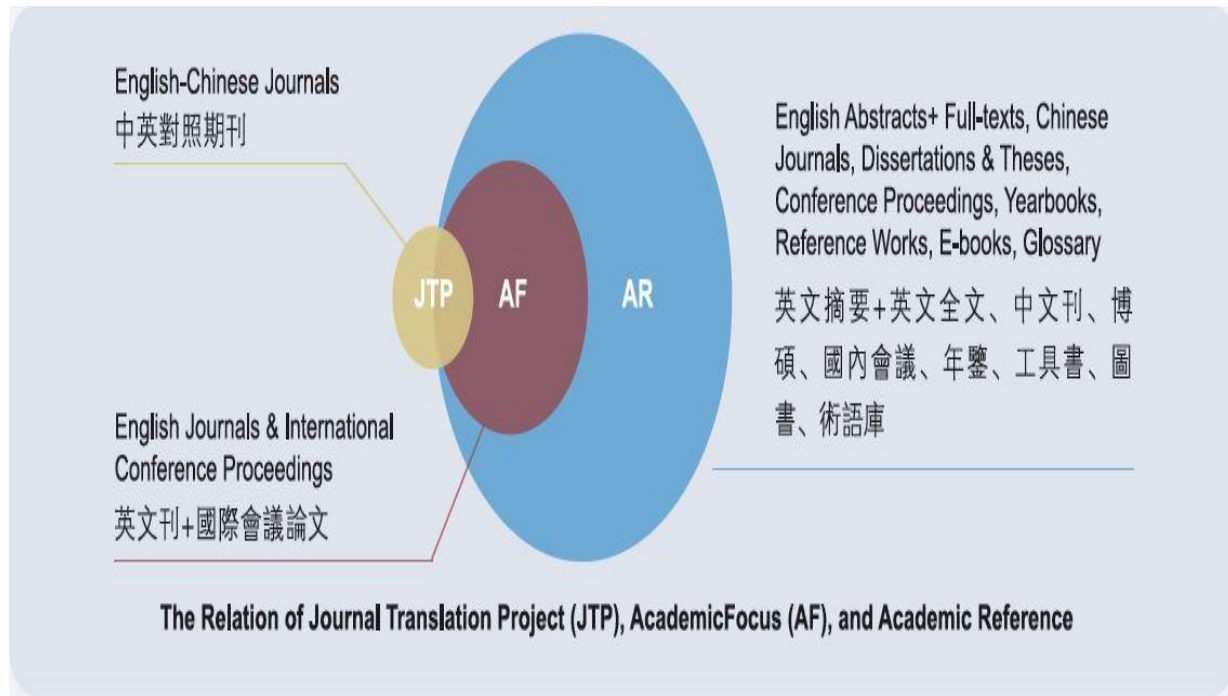 English-Chinese Journals
中英對照期刊
English Abstracts+ Full-texts, Chinese
Journals, Dissertations & Theses,
Conference Proceedings, Yearbooks,
Reference Works, E-books, Glossary
英文摘要+英文全文、中文刊、博
碩、國內會議、年鑒、工具書、圖
書、術語庫
JTP
AF
AR
English Journals & International
Conference Proceedings
英文刊+國際會議論文
The Relation of Journal Translation Project (JTP), AcademicFocus (AF), and Academic Reference